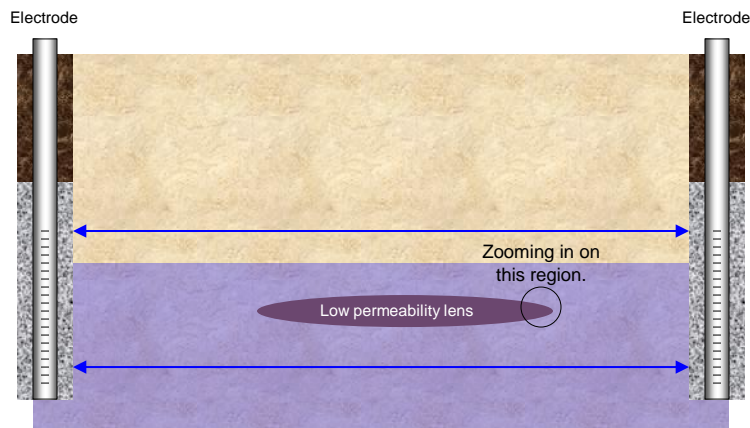 Electrode
Electrode
Zooming in on
this region.
Low permeability lens